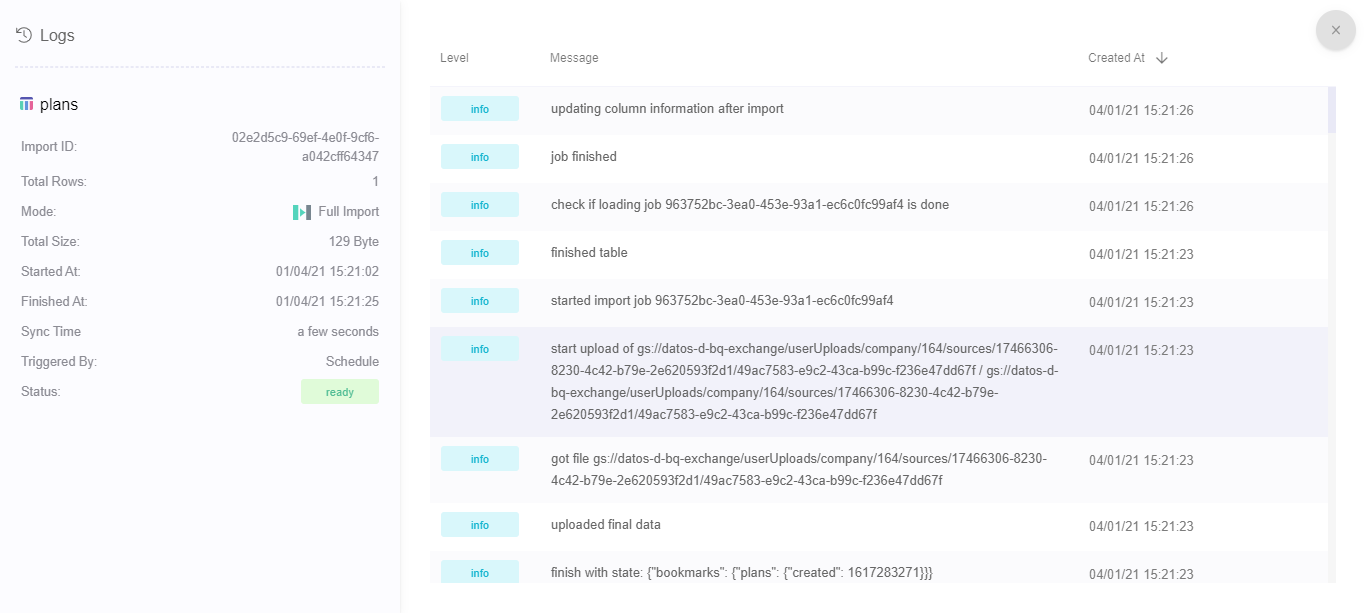 Logs
plans
Import ID:
02e2d5c9-69ef-4e0f-9cf6-
a042cff64347
Total Rows:
1
Mode:
Full Import
Total Size:
129 Byte
Started At:
01/04/21 15:21:02
Finished At:
01/04/21 15:21:25
Sync Time
a few seconds
Triggered By:
Schedule
Status:
ready
Level
Message
Created At
info
updating column information after import
04/01/21 15:21:26
info
job finished
04/01/21 15:21:26
info
check if loading job 963752bc-3ea0-453e-93a1-ec6c0fc99af4 is done
04/01/21 15:21:26
info
finished table
04/01/21 15:21:23
info
started import job 963752bc-3ea0-453e-93a1-ec6c0fc99af4
04/01/21 15:21:23
info
start upload of gs://datos-d-bq-exchange/userUploads/company/164/sources/17466306-
8230-4c42-b79e-2e620593f2d1/49ac7583-e9c2-43ca-b99c-f236e47dd67f / gs://datos-d-
bq-exchange/userUploads/company/164/sources/17466306-8230-4c42-b79e-
2e620593f2d1/49ac7583-e9c2-43ca-b99c-f236e47dd67f
04/01/21 15:21:23
info
got file gs://datos-d-bq-exchange/userUploads/company/164/sources/17466306-8230-
4c42-b79e-2e620593f2d1/49ac7583-e9c2-43ca-b99c-f236e47dd67f
04/01/21 15:21:23
info
uploaded final data
04/01/21 15:21:23
info
finish with state: {"bookmarks": {"plans": {"created": 1617283271}}}
04/01/21 15:21:23